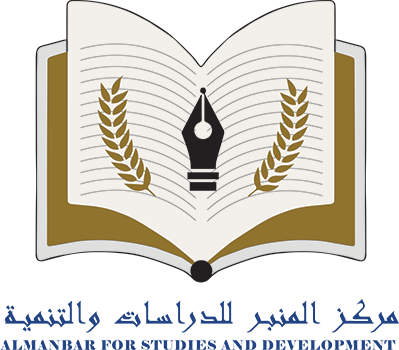 مركز المنبر للدراسات والتنمية
ALMANBAR FOR STUDIES AND DEVELOPMENT